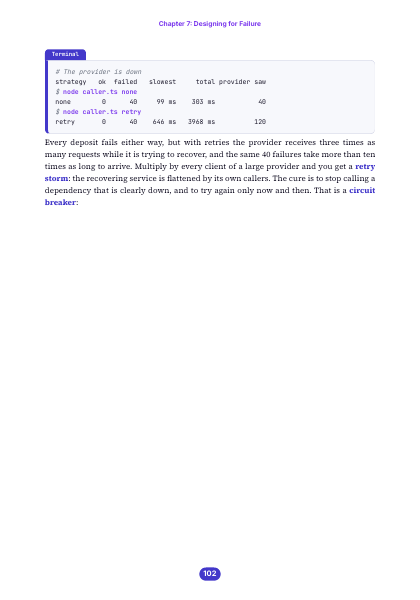 Chapter 7: Designing for Failure
Terminal
# The provider is down
strategy ok failed slowest total provider saw
$ node caller.ts none
none 0 40 99 ms 303 ms 40
$ node caller.ts retry
retry 0 40 646 ms 3968 ms 120
Every deposit fails either way, but with retries the provider receives three times as
many requests while it is trying to recover, and the same 40 failures take more than ten
times as long to arrive. Multiply by every client of a large provider and you get a retry
storm: the recovering service is flattened by its own callers. The cure is to stop calling a
dependency that is clearly down, and to try again only now and then. That is a circuit
breaker:
102